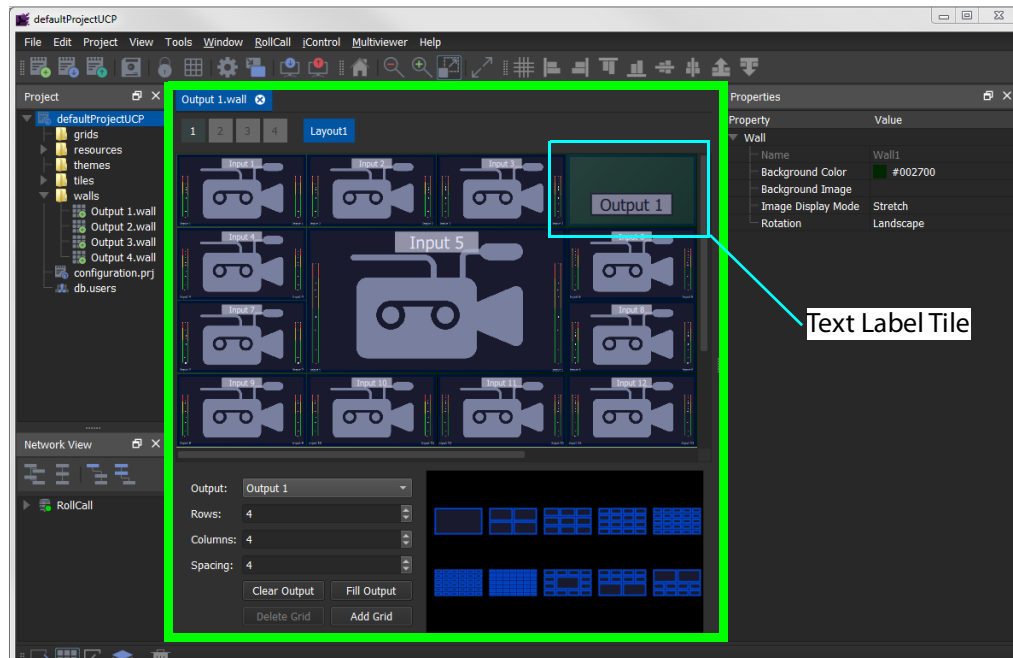 defaultProjectUCP
File Edit Project View Tools Window RollCall iControl Multiviewer Help
Project
defaultProjectUCP
grids
resources
themes
tiles
walls
Output 1.wall
Output 2.wall
Output 3.wall
Output 4.wall
configuration.prj
db.users
Network View
RollCall
Output 1.wall
1 2 3 4 Layout1
Input 1 Input 2 Input 3 Output 1
Input 4 Input 5
Input 7 Input 8
Input 9 Input 10 Input 11 Input 12
Output: Output 1
Rows: 4
Columns: 4
Spacing: 4
Clear Output Fill Output
Delete Grid Add Grid
Properties
Property Value
Wall
Name Wall1
Background Color #002700
Background Image
Image Display Mode Stretch
Rotation Landscape
Text Label Tile